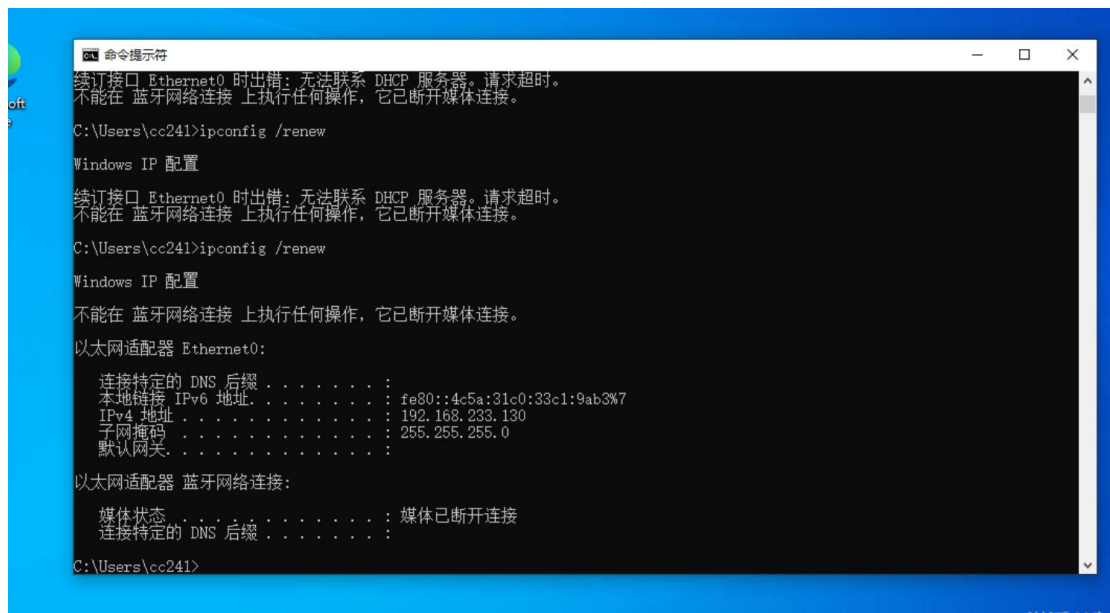 命令提示符
oft
续订接口 Ethernet0 时出错: 无法联系 DHCP 服务器。请求超时。
不能在 蓝牙网络连接 上执行任何操作，它已断开媒体连接。
C:\Users\cc241>ipconfig /renew
Windows IP 配置
续订接口 Ethernet0 时出错: 无法联系 DHCP 服务器。请求超时。
不能在 蓝牙网络连接 上执行任何操作，它已断开媒体连接。
C:\Users\cc241>ipconfig /renew
Windows IP 配置
不能在 蓝牙网络连接 上执行任何操作，它已断开媒体连接。
以太网适配器 Ethernet0:
连接特定的 DNS 后缀 . . . . . . . :
本地链接 IPv6 地址. . . . . . . . : fe80::4c5a:31c0:33c1:9ab3%7
IPv4 地址 . . . . . . . . . . . . : 192.168.233.130
子网掩码 . . . . . . . . . . . . : 255.255.255.0
默认网关. . . . . . . . . . . . . :
以太网适配器 蓝牙网络连接:
媒体状态 . . . . . . . . . . . . : 媒体已断开连接
连接特定的 DNS 后缀 . . . . . . . :
C:\Users\cc241>